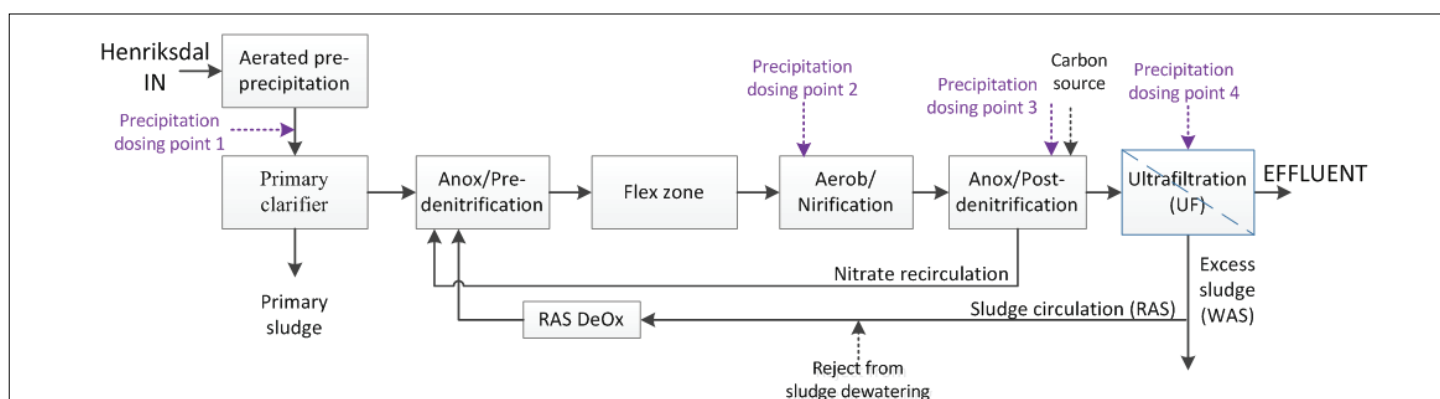 Henriksdal
IN
Aerated pre-
precipitation
Precipitation
dosing point 1
Primary
clarifier
Primary
sludge
Anox/Pre-
denitrification
Flex zone
Precipitation
dosing point 2
Aerob/
Nirification
Precipitation
dosing point 3
Carbon
source
Anox/Post-
denitrification
Precipitation
dosing point 4
Ultrafiltration
(UF)
EFFLUENT
Nitrate recirculation
Excess
sludge
(WAS)
Sludge circulation (RAS)
RAS DeOx
Reject from
sludge dewatering